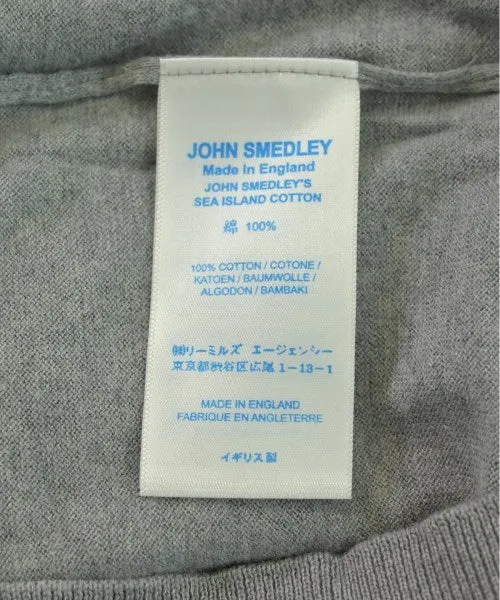 JOHN SMEDLEY
Made In England
JOHN SMEDLEY'S
SEA ISLAND COTTON
綿 100%
100% COTTON / COTONE /
KATOEN / BAUMWOLLE /
ALGODON / BAMBAKI
㈱リーミルズ エージェンシー
東京都渋谷区広尾1-13-1
MADE IN ENGLAND
FABRIQUE EN ANGLETERRE
イギリス製